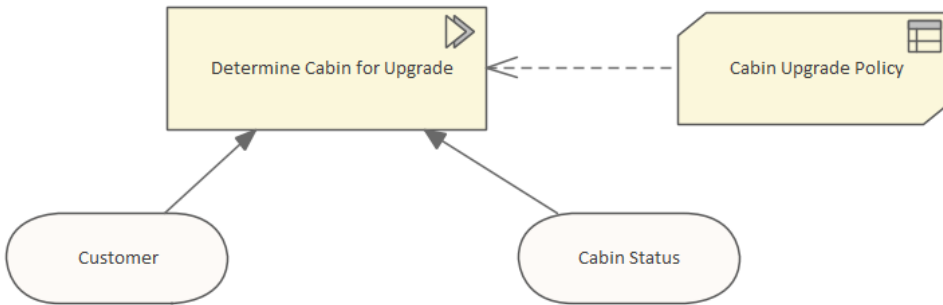 Determine Cabin for Upgrade
Cabin Upgrade Policy
Customer
Cabin Status